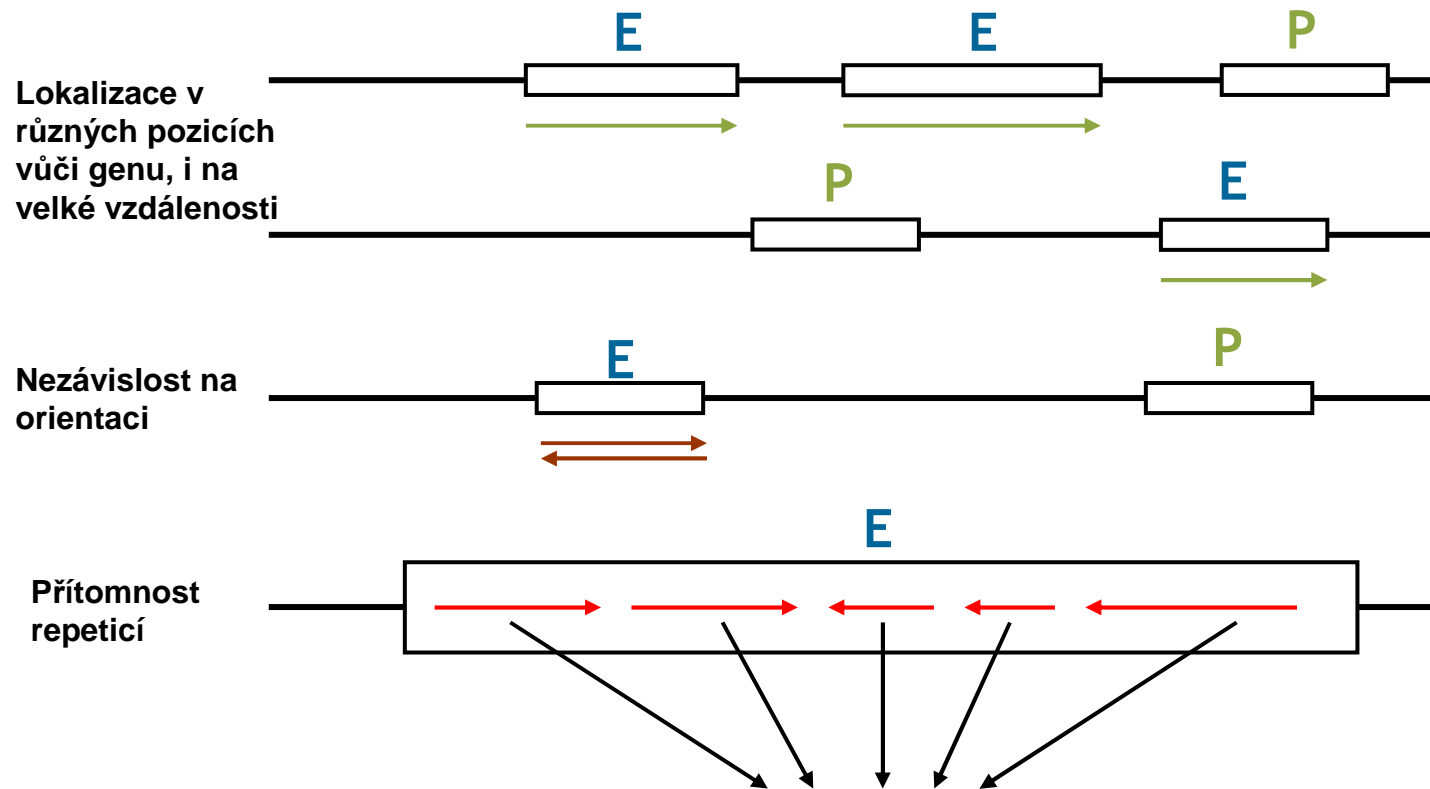 E E P
Lokalizace v
různých pozicích
vůči genu, i na
velké vzdálenosti
P E
Nezávislost na
orientaci
E P
E
Přítomnost
repeticí